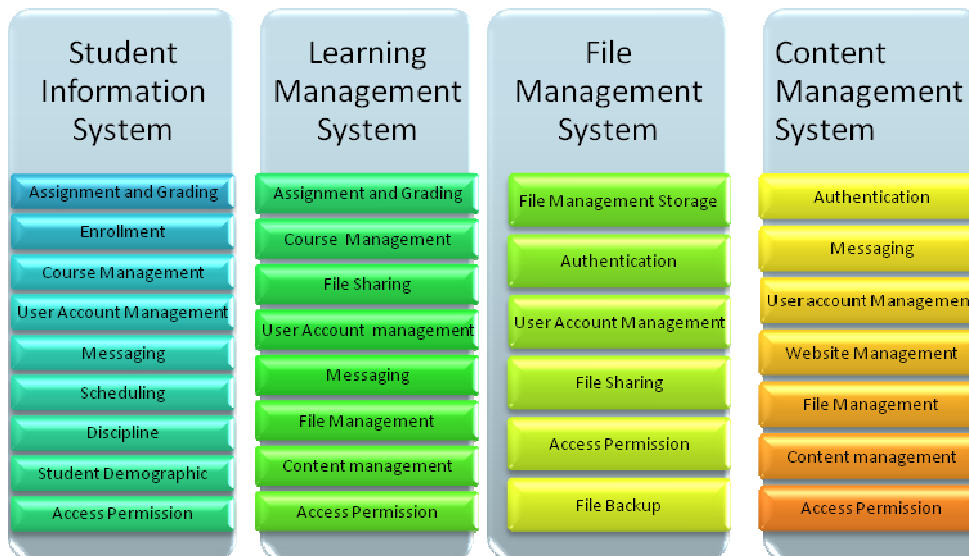 Student
Information
System
Assignment and Grading
Enrollment
Course Management
User Account Management
Messaging
Scheduling
Discipline
Student Demographic
Access Permission
Learning
Management
System
Assignment and Grading
Course Management
File Sharing
User Account management
Messaging
File Management
Content management
Access Permission
File
Management
System
File Management Storage
Authentication
User Account Management
File Sharing
Access Permission
File Backup
Content
Management
System
Authentication
Messaging
User account Management
Website Management
File Management
Content management
Access Permission